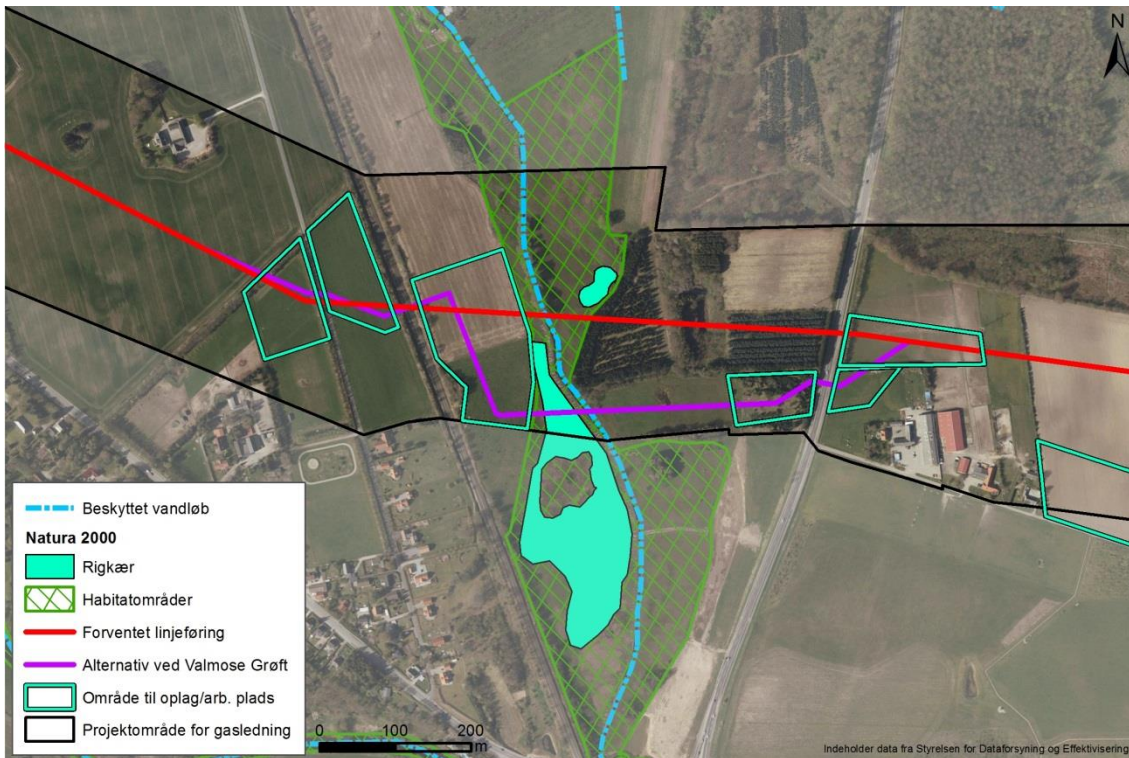 N
Beskyttet vandløb
Natura 2000
Rigkær
Habitatområder
Forventet linjeføring
Alternativ ved Valmose Grøft
Område til oplag/arb. plads
Projektområde for gasledning
0 100 200
m
Indeholder data fra Styrelsen for Dataforsyning og Effektivisering